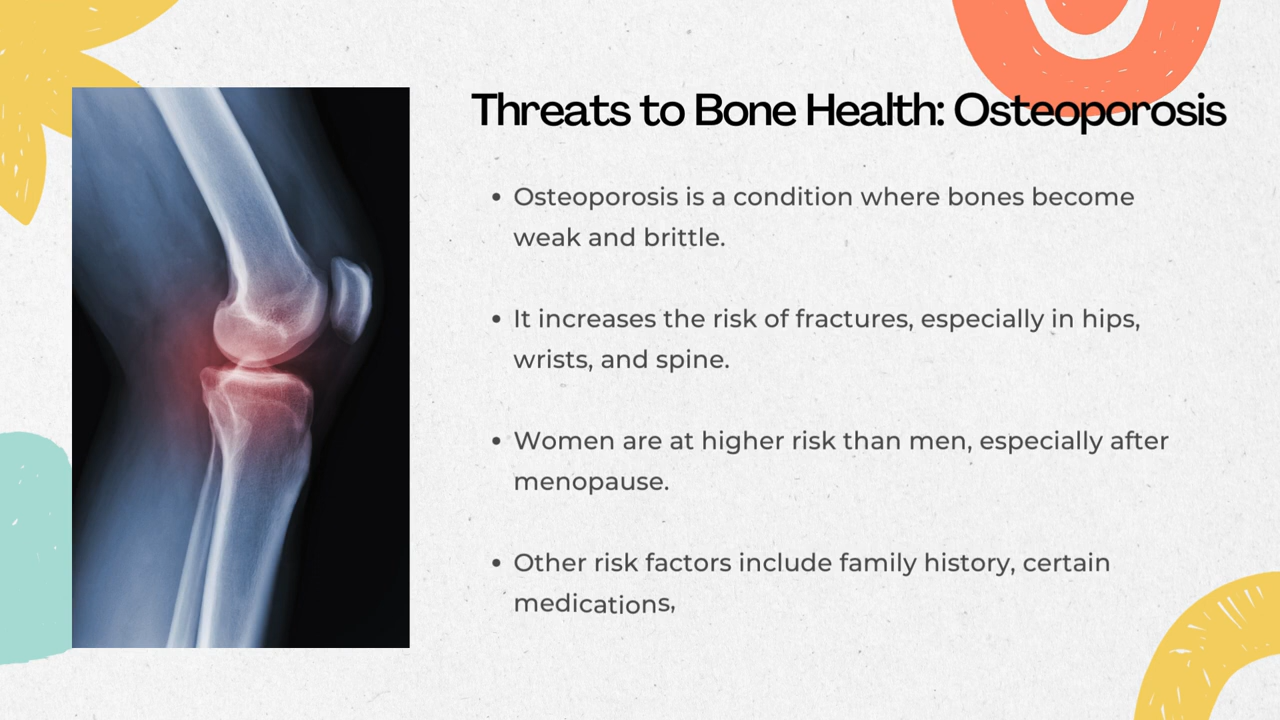 Threats to Bone Health: Osteoporosis
• Osteoporosis is a condition where bones become
weak and brittle.
• It increases the risk of fractures, especially in hips,
wrists, and spine.
• Women are at higher risk than men, especially after
menopause.
• Other risk factors include family history, certain
medications,